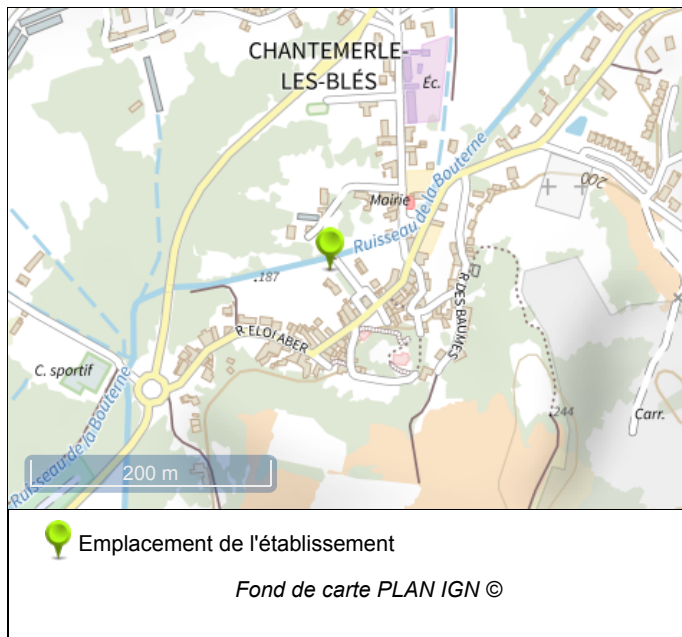 CHANTEMERLE-
LES-BLÉS
Éc.
Mairie
Ruisseau de la Bouterne
200
.187
R ELOI ABER
R DES BAUMES
C. sportif
Ruisseau de la Bouterne
.244
Carr.
200 m
Emplacement de l'établissement
Fond de carte PLAN IGN ©